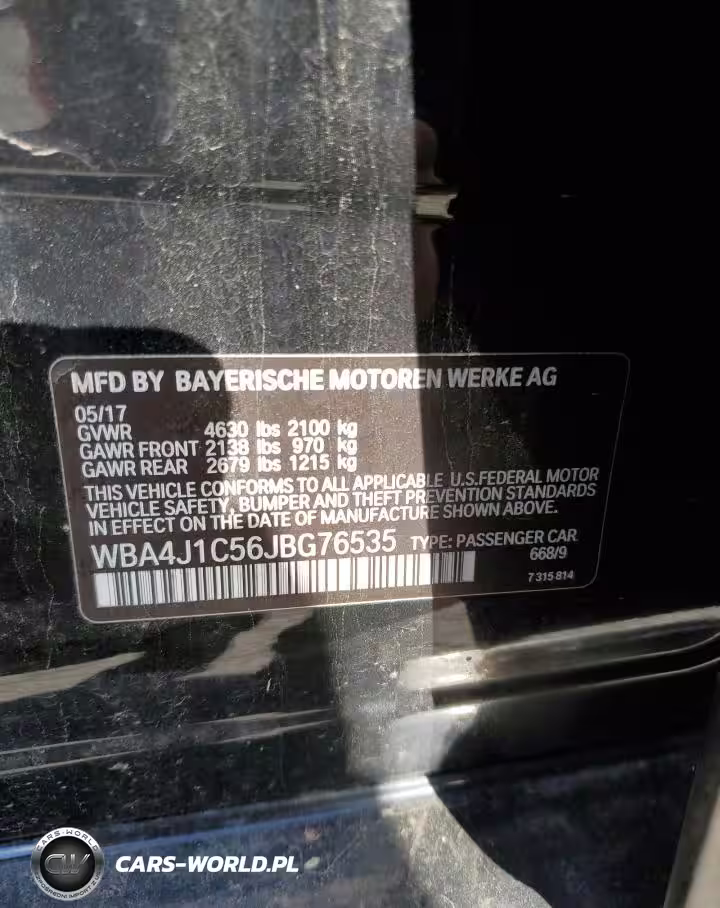 MFD BY BAYERISCHE MOTOREN WERKE AG
05/17
GVWR 4630 lbs 2100 kg
GAWR FRONT 2138 lbs 970 kg
GAWR REAR 2679 lbs 1215 kg
THIS VEHICLE CONFORMS TO ALL APPLICABLE U.S.FEDERAL MOTOR
VEHICLE SAFETY, BUMPER AND THEFT PREVENTION STANDARDS
IN EFFECT ON THE DATE OF MANUFACTURE SHOWN ABOVE.
WBA4J1C56JBG76535 TYPE: PASSENGER CAR
668/9
7 315 814
CARS-WORLD
CW
CARS-WORLD.PL